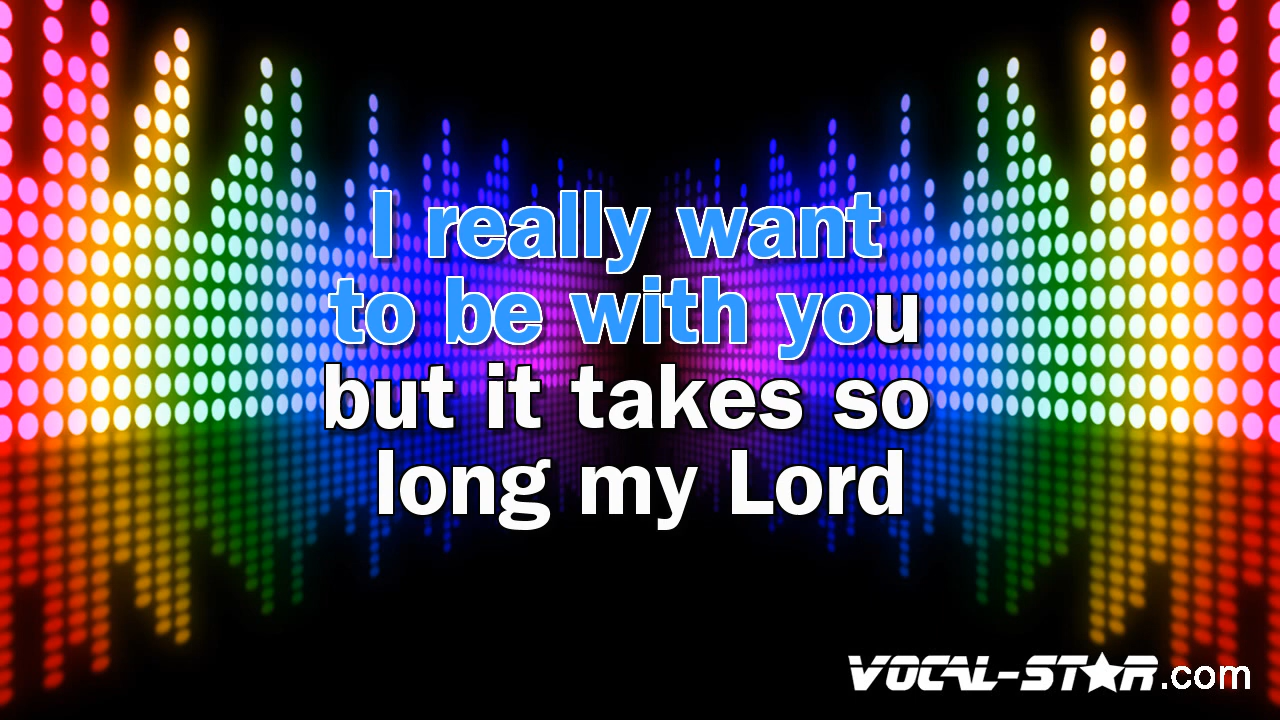 I really want
to be with you
but it takes so
long my Lord
VOCAL-STAR.com